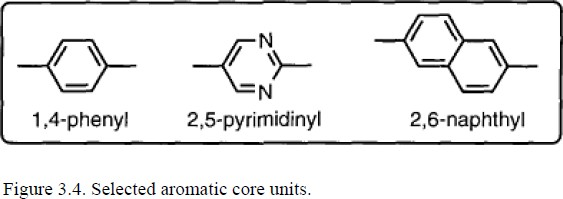 N
N
1,4-phenyl 2,5-pyrimidinyl 2,6-naphthyl
Figure 3.4. Selected aromatic core units.